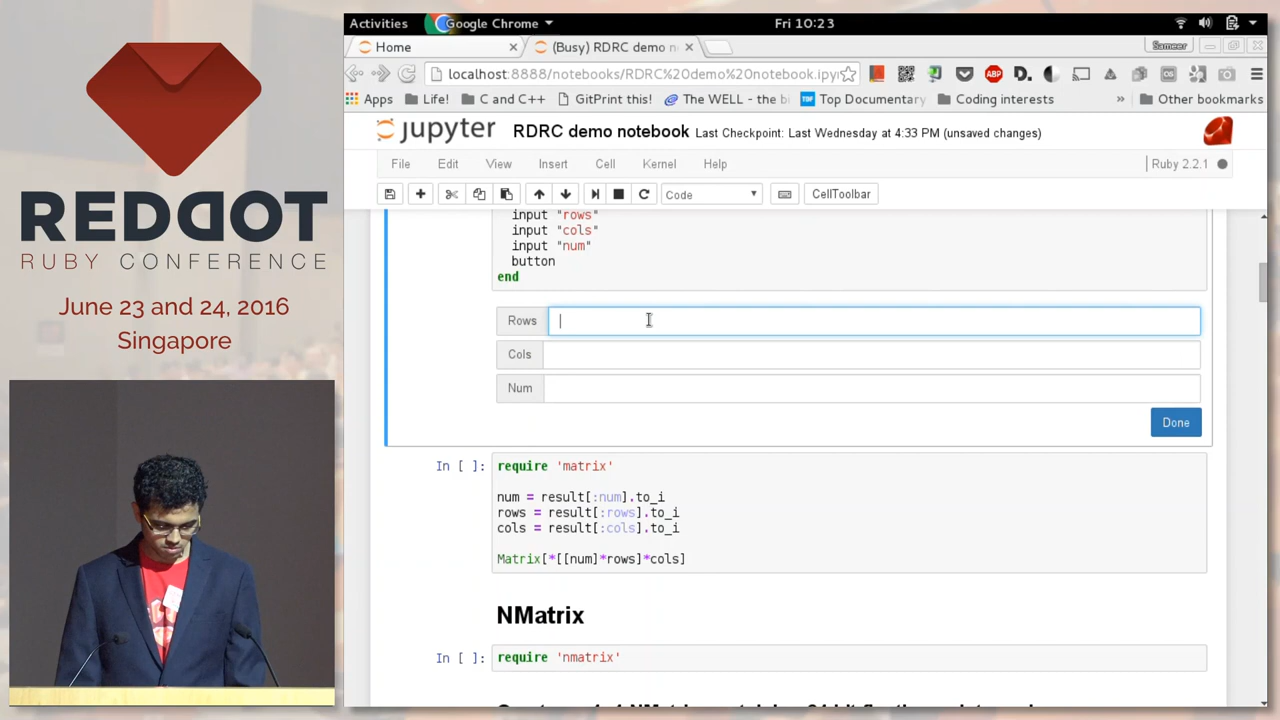 REDDOT
RUBY CONFERENCE
June 23 and 24, 2016
Singapore
Activities Google Chrome Fri 10:23
Home (Busy) RDRC demo n Sameer
localhost:8888/notebooks/RDRC%20demo%20notebook.ipy
Apps Life! C and C++ GitPrint this! The WELL - the bi Top Documentary Coding interests » Other bookmarks
jupyter RDRC demo notebook Last Checkpoint: Last Wednesday at 4:33 PM (unsaved changes)
File Edit View Insert Cell Kernel Help Ruby 2.2.1
Code CellToolbar
input "rows"
input "cols"
input "num"
button
end
Rows
Cols
Num
Done
In [ ]: require 'matrix'
num = result[:num].to_i
rows = result[:rows].to_i
cols = result[:cols].to_i
Matrix[*[[num]*rows]*cols]
NMatrix
In [ ]: require 'nmatrix'